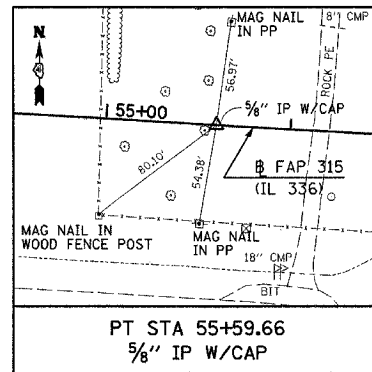 MAG NAIL
IN PP
8" CMP
N
56.97'
ROCK PE
55+00
5/8" IP W/CAP
80.10'
54.38'
℄ FAP 315
(IL 336)
MAG NAIL IN
WOOD FENCE POST
MAG NAIL
IN PP
18" CMP
BIT
PT STA 55+59.66
5/8" IP W/CAP